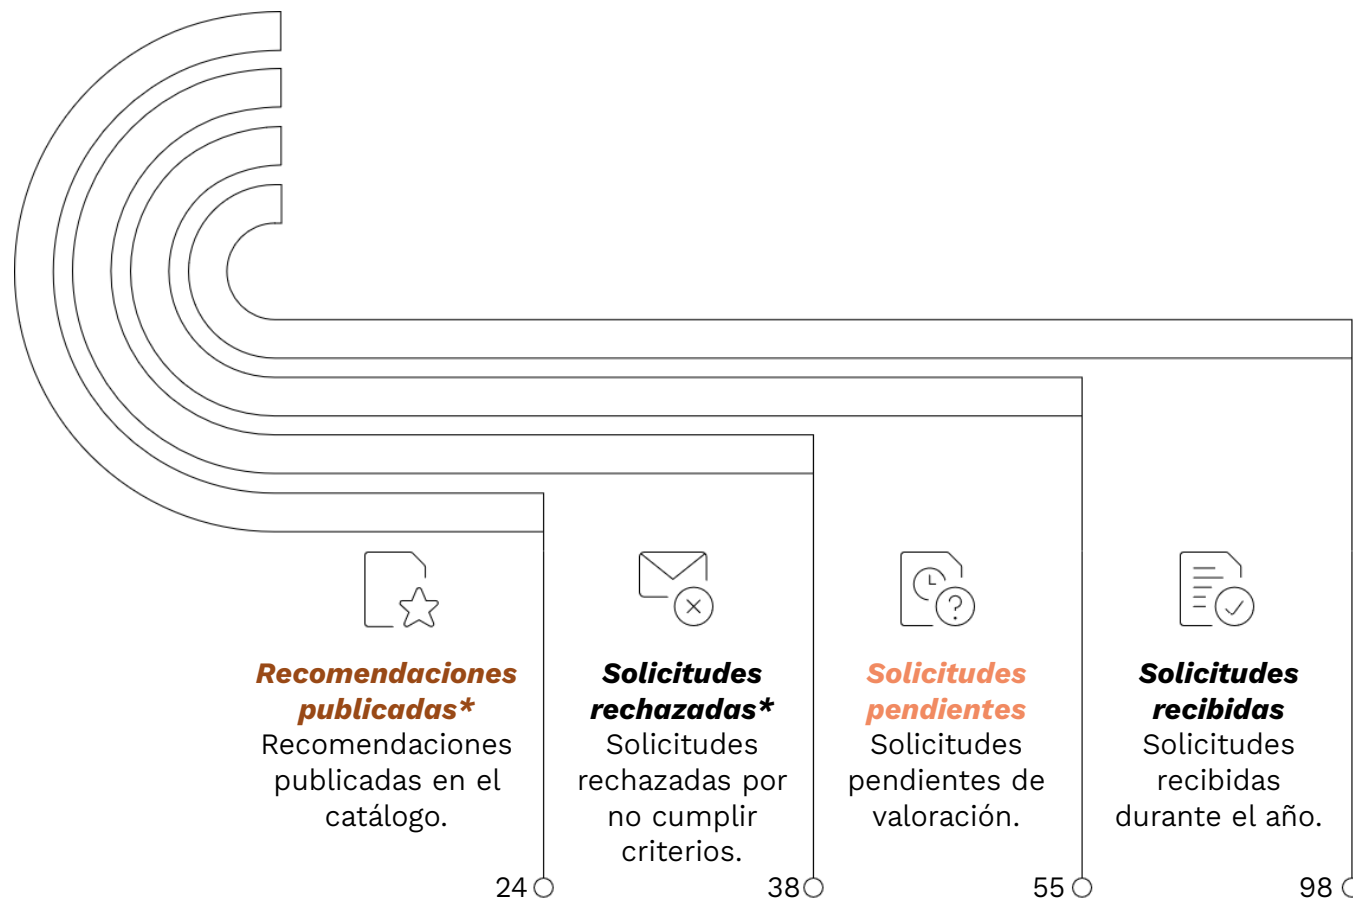 Recomendaciones
publicadas*
Recomendaciones
publicadas en el
catálogo.
24
Solicitudes
rechazadas*
Solicitudes
rechazadas por
no cumplir
criterios.
38
Solicitudes
pendientes
Solicitudes
pendientes de
valoración.
55
Solicitudes
recibidas
Solicitudes
recibidas
durante el año.
98